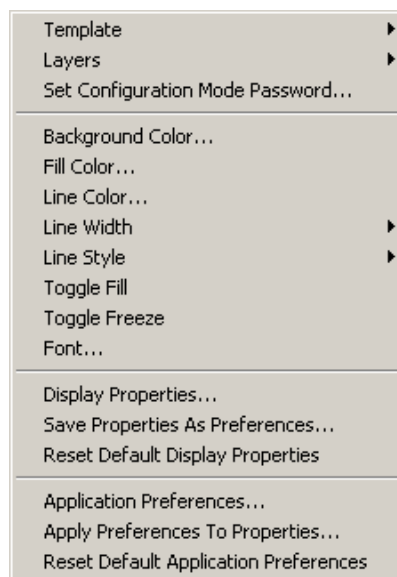 Template
Layers
Set Configuration Mode Password...
Background Color...
Fill Color...
Line Color...
Line Width
Line Style
Toggle Fill
Toggle Freeze
Font...
Display Properties...
Save Properties As Preferences...
Reset Default Display Properties
Application Preferences...
Apply Preferences To Properties...
Reset Default Application Preferences